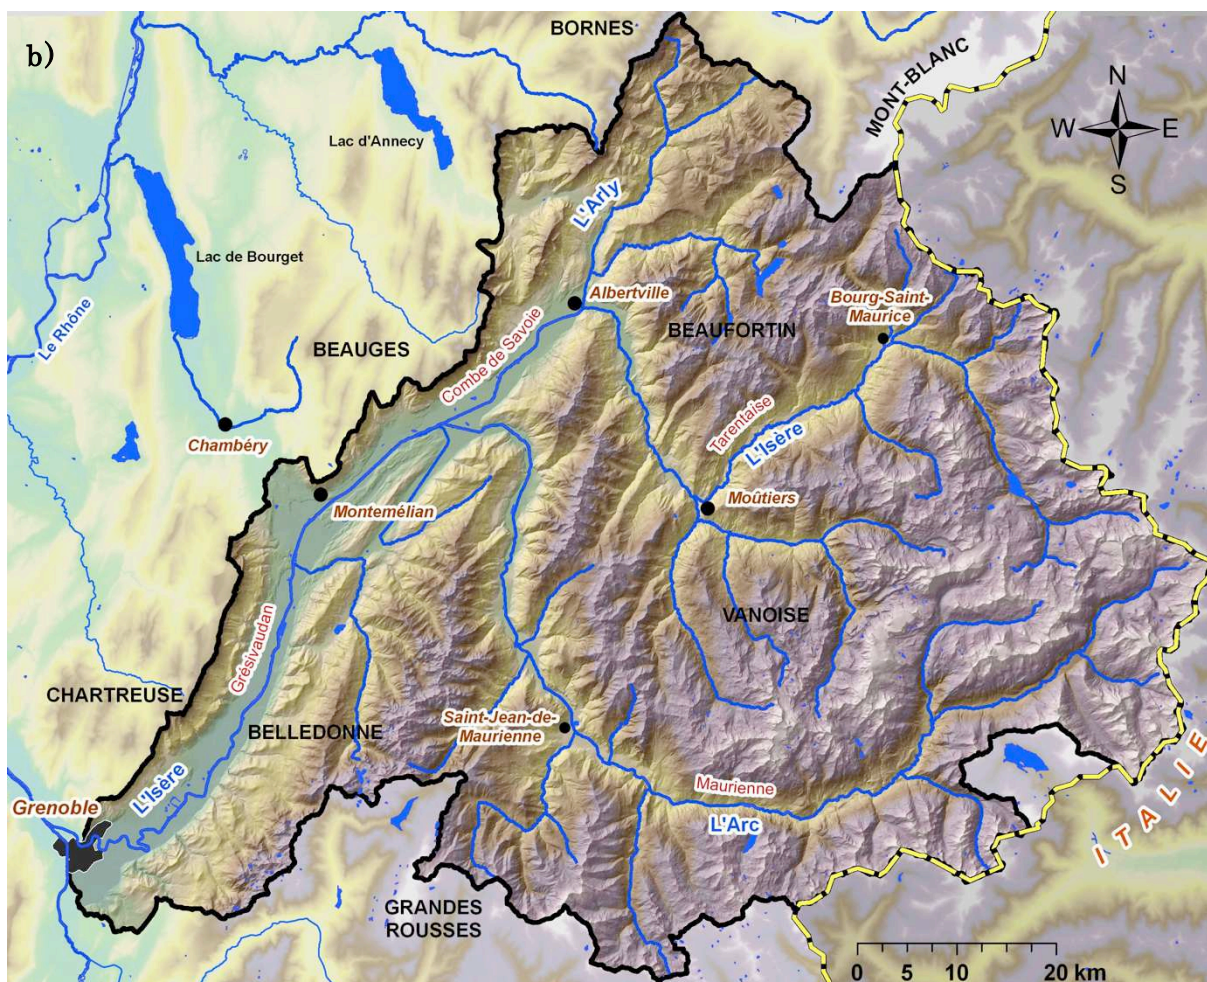 b)
BORNES
MONT-BLANC
N
W
E
S
Lac d'Annecy
L'Arly
Lac de Bourget
Le Rhône
Albertville
Bourg-Saint-
Maurice
BEAUFORTIN
BEAUGES
Combe de Savoie
Chambéry
Tarentaise
L'Isère
Montemélian
Moûtiers
VANOISE
Grésivaudan
CHARTREUSE
BELLEDONNE
Saint-Jean-de-
Maurienne
L'Isère
Maurienne
L'Arc
ITALIE
Grenoble
GRANDES
ROUSSES
0 5 10 20 km